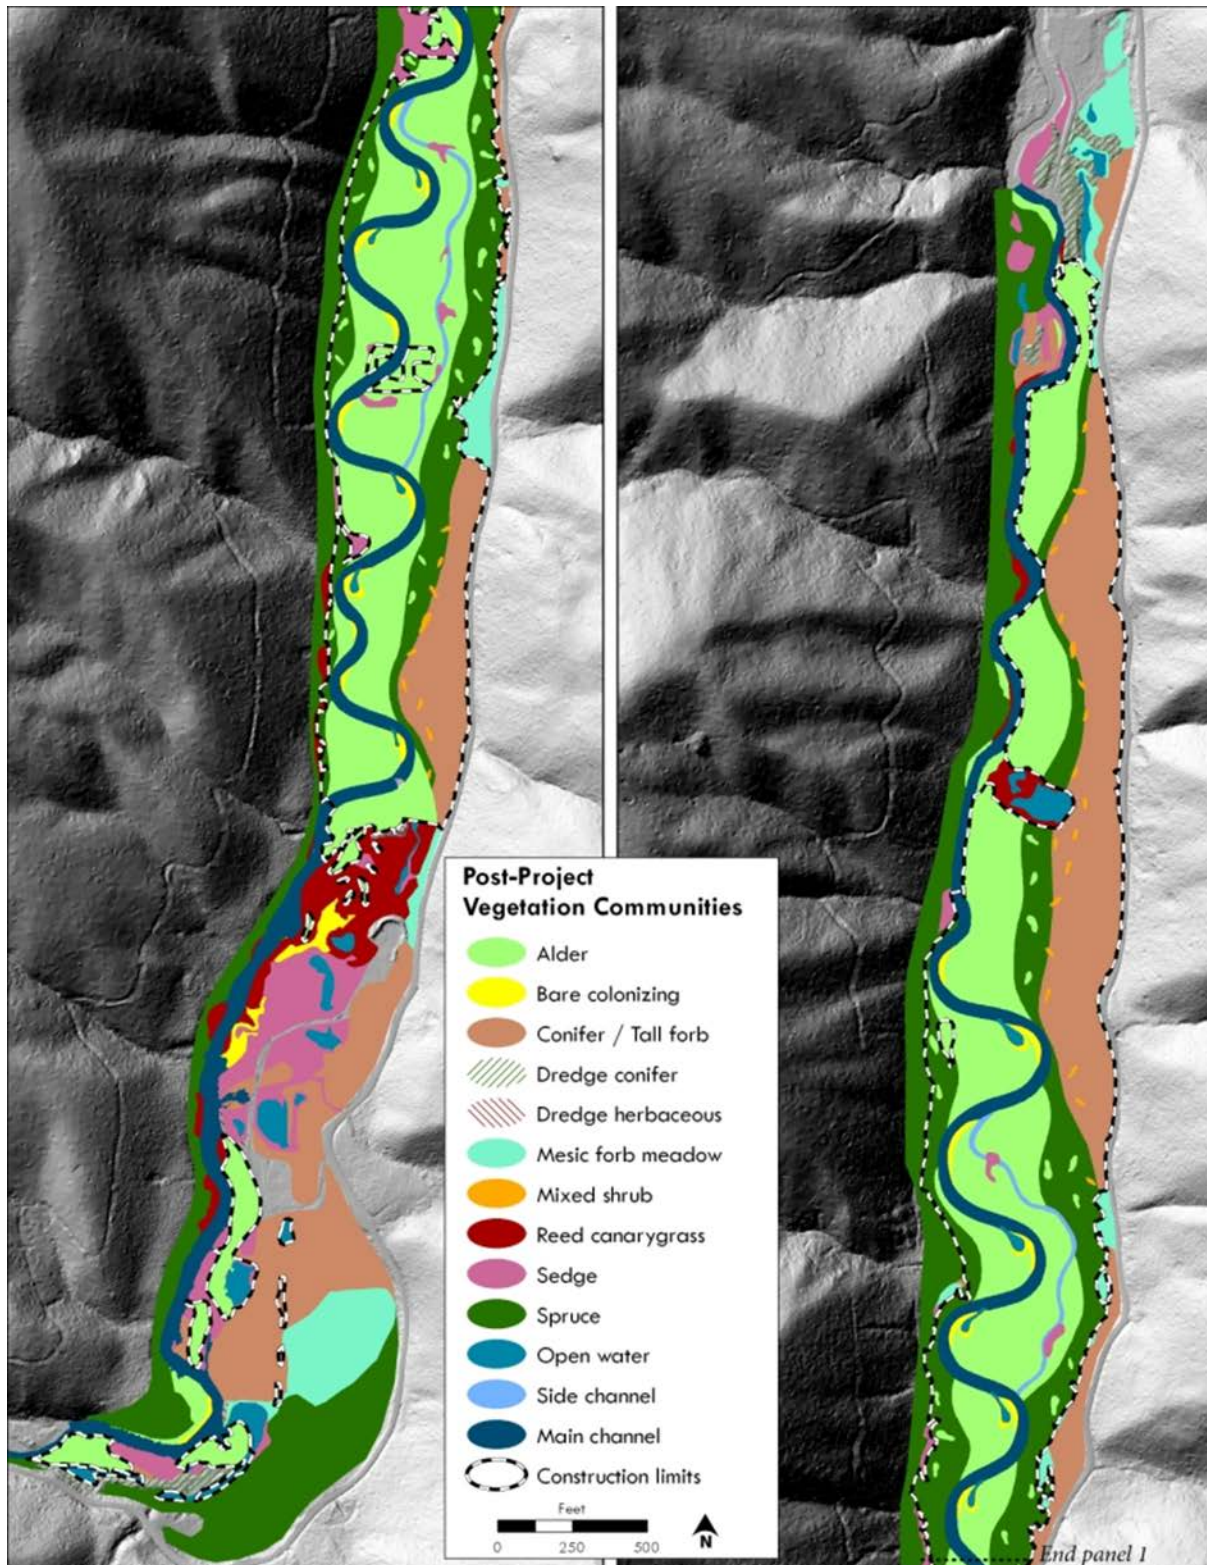 Post-Project
Vegetation Communities
Alder
Bare colonizing
Conifer / Tall forb
Dredge conifer
Dredge herbaceous
Mesic forb meadow
Mixed shrub
Reed canarygrass
Sedge
Spruce
Open water
Side channel
Main channel
Construction limits
Feet
0 250 500
N
End panel 1